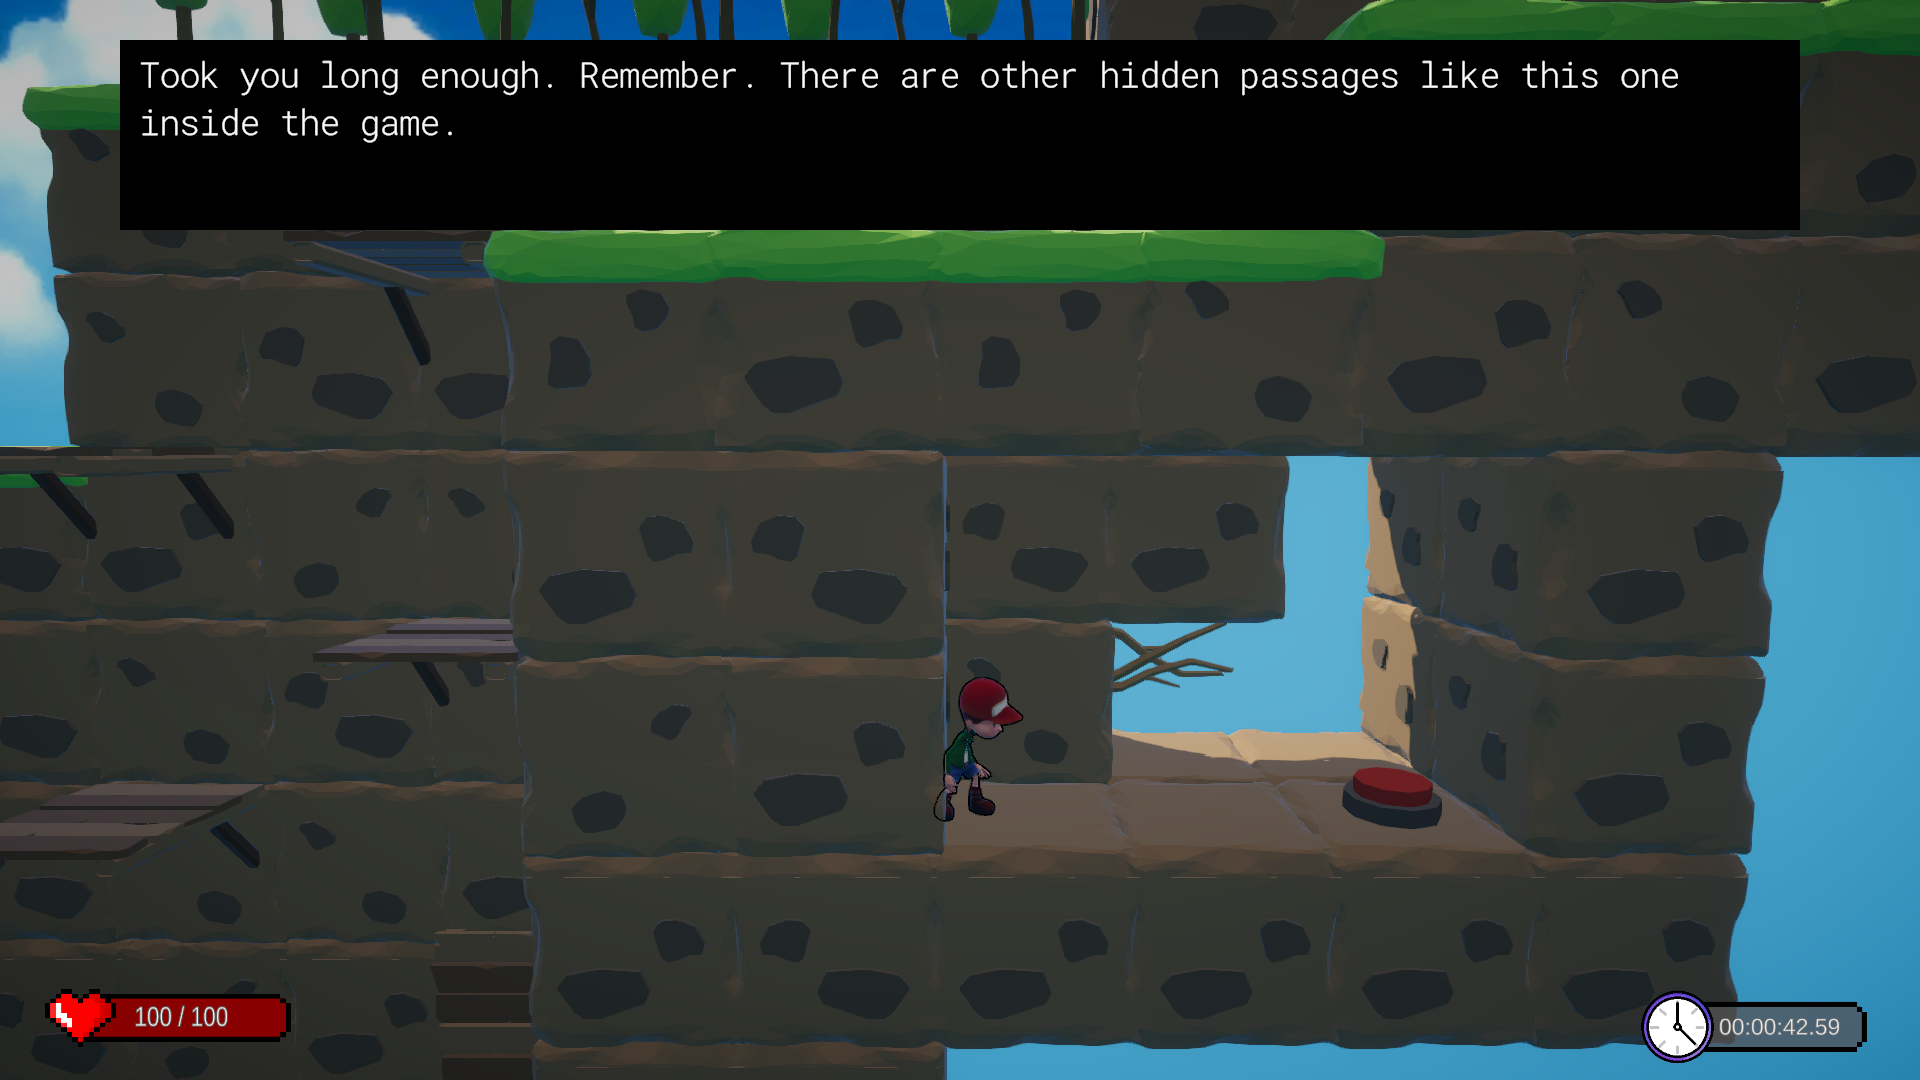 Took you long enough. Remember. There are other hidden passages like this one
inside the game.
100 / 100
00:00:42.59